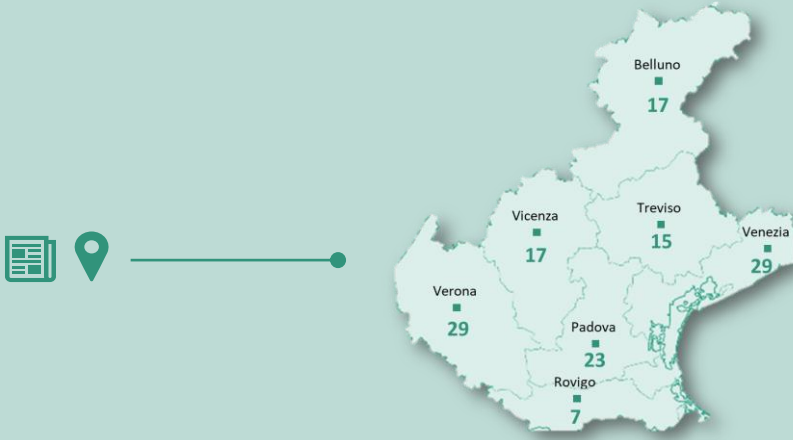 Belluno
17
Treviso
15
Vicenza
17
Venezia
29
Verona
29
Padova
23
Rovigo
7